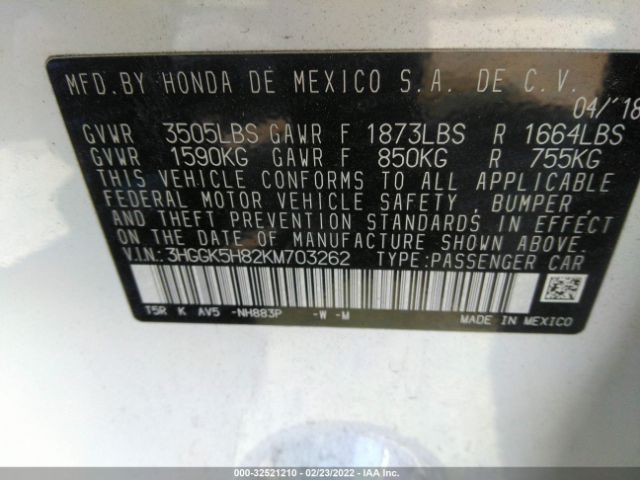 MFD. BY HONDA DE MEXICO S.A. DE C.V.
04/'18
GVWR 3505LBS GAWR F 1873LBS R 1664LBS
GVWR 1590KG GAWR F 850KG R 755KG
THIS VEHICLE CONFORMS TO ALL APPLICABLE
FEDERAL MOTOR VEHICLE SAFETY, BUMPER,
AND THEFT PREVENTION STANDARDS IN EFFECT
ON THE DATE OF MANUFACTURE SHOWN ABOVE.
V.I.N.:3HGGK5H82KM703262 TYPE:PASSENGER CAR
T5R K AV5 -NH883P -W -M
MADE IN MEXICO
000-32521210 - 02/23/2022 - IAA Inc.